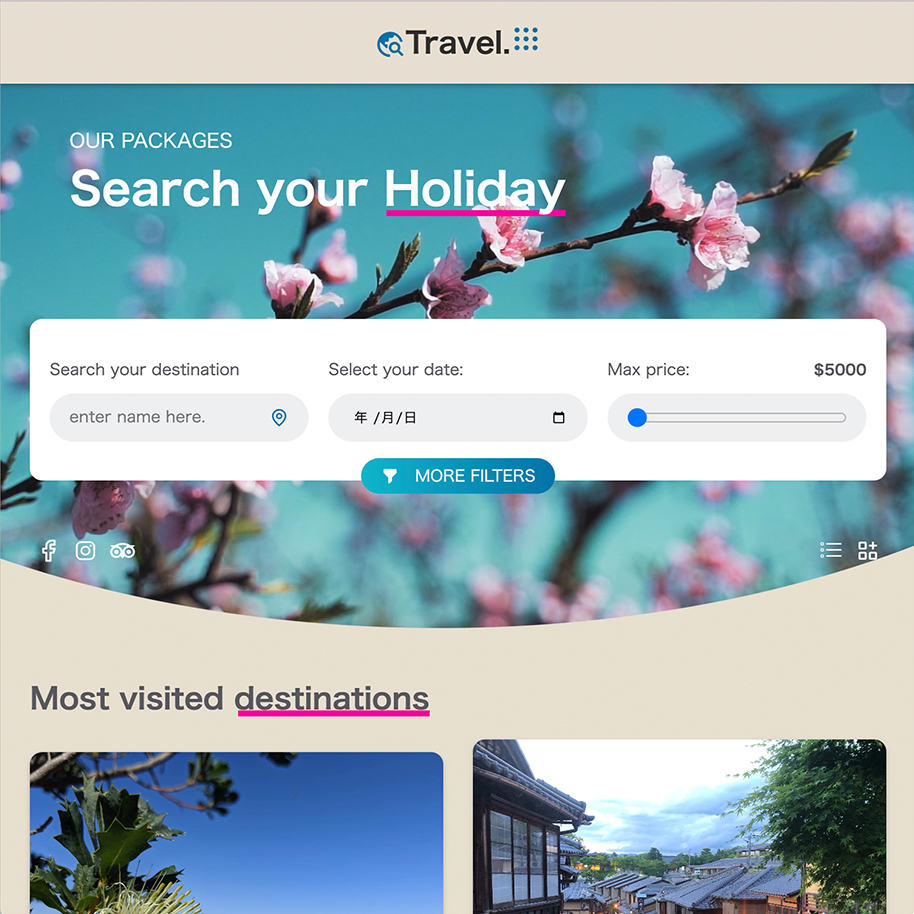 Travel.
OUR PACKAGES
Search your Holiday
Search your destination
enter name here.
Select your date:
年 /月/日
Max price: $5000
MORE FILTERS
Most visited destinations